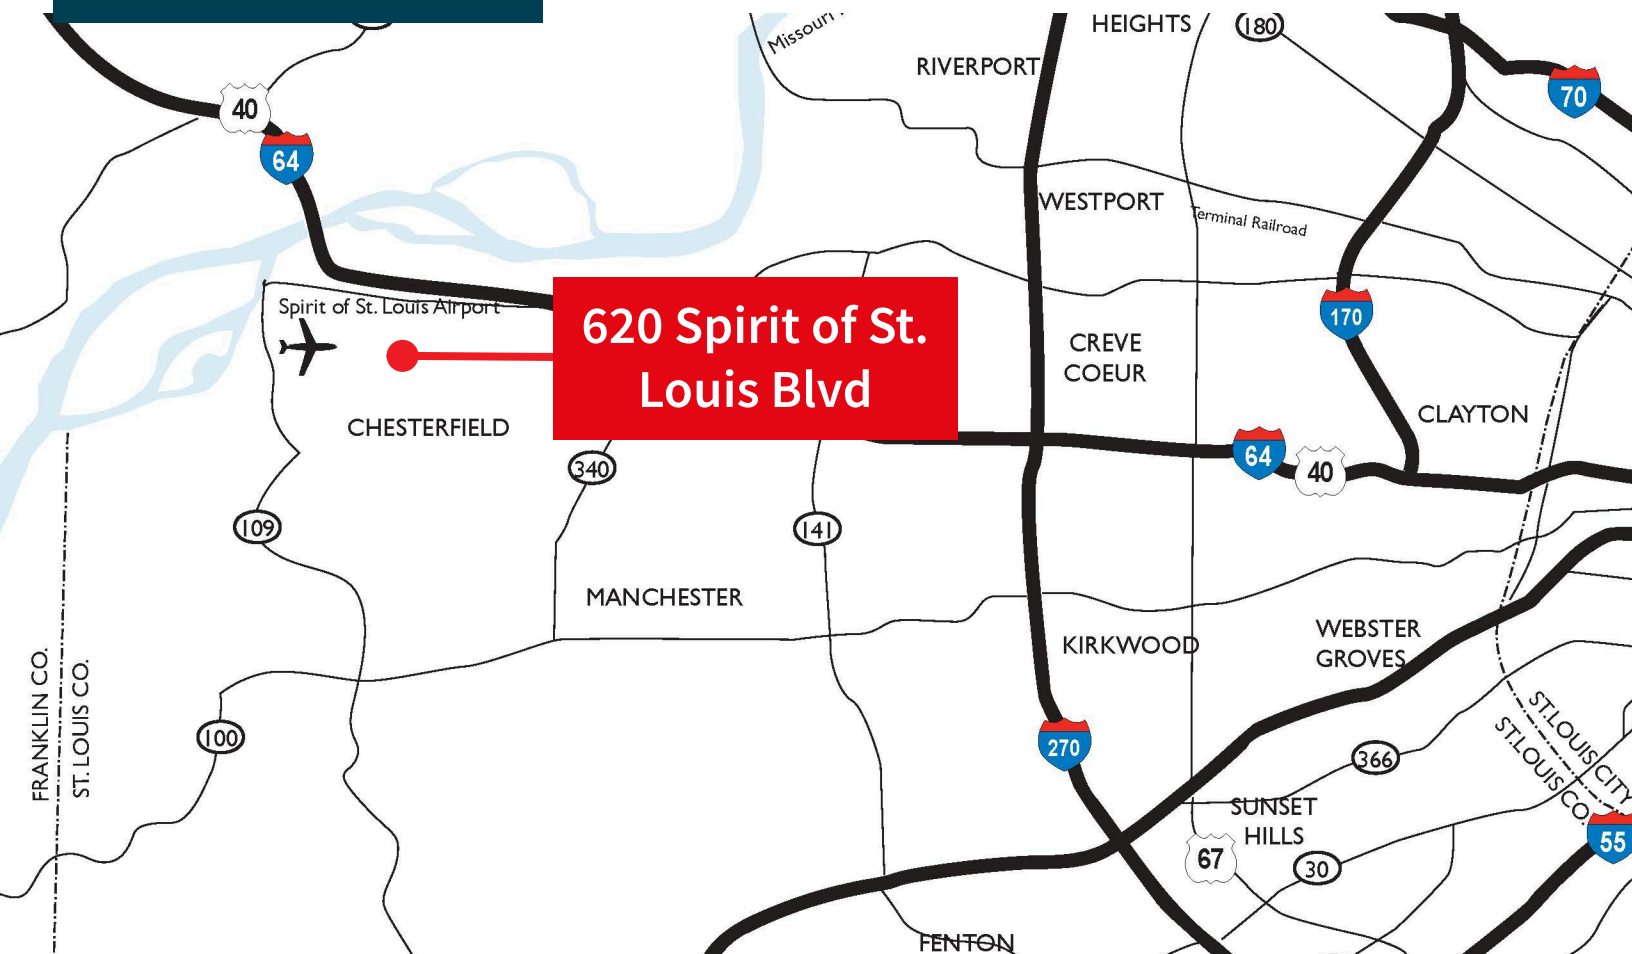 HEIGHTS
180
Missouri
RIVERPORT
70
40
64
WESTPORT
Terminal Railroad
Spirit of St. Louis Airport
620 Spirit of St.
Louis Blvd
170
CREVE
COEUR
CLAYTON
CHESTERFIELD
340
64
40
109
141
MANCHESTER
KIRKWOOD
WEBSTER
GROVES
FRANKLIN CO.
ST. LOUIS CO.
100
270
366
ST. LOUIS CITY
ST. LOUIS CO.
SUNSET
HILLS
67
30
55
FENTON